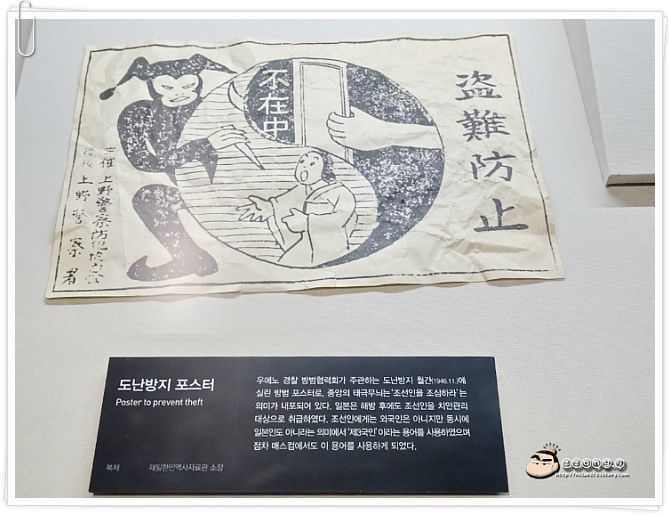 盗難防止
不在中
主催 上野警察防犯協力会
後援 上野警察署
도난방지 포스터
Poster to prevent theft
우에노 경찰 방범협력회가 주관하는 도난방지 월간(1946.11.)에
실린 방범 포스터로, 중앙의 태극무늬는 '조선인을 조심하라'는
의미가 내포되어 있다. 일본은 해방 후에도 조선인을 치안관리
대상으로 취급하였다. 조선인에게는 외국인은 아니지만 동시에
일본인도 아니라는 의미에서 '제3국인'이라는 용어를 사용하였으며
점차 매스컴에서도 이 용어를 사용하게 되었다.
복제
재일한인역사자료관 소장